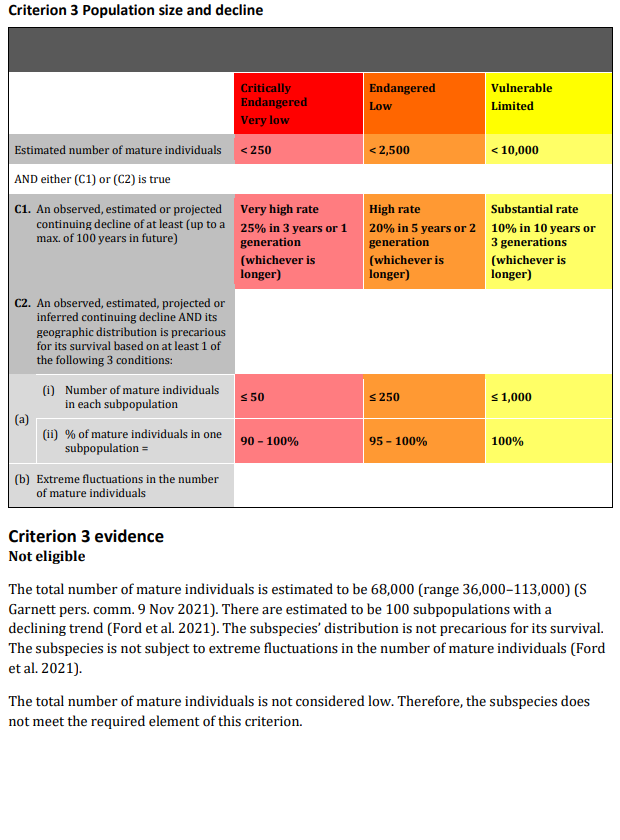 Criterion 3 Population size and decline
Critically
Endangered
Very low
Endangered
Low
Vulnerable
Limited
Estimated number of mature individuals
< 250
< 2,500
< 10,000
AND either (C1) or (C2) is true
C1. An observed, estimated or projected
continuing decline of at least (up to a
max. of 100 years in future)
Very high rate
25% in 3 years or 1
generation
(whichever is
longer)
High rate
20% in 5 years or 2
generation
(whichever is
longer)
Substantial rate
10% in 10 years or
3 generations
(whichever is
longer)
C2. An observed, estimated, projected or
inferred continuing decline AND its
geographic distribution is precarious
for its survival based on at least 1 of
the following 3 conditions:
(a)
(i) Number of mature individuals
in each subpopulation
≤ 50
≤ 250
≤ 1,000
(ii) % of mature individuals in one
subpopulation =
90 – 100%
95 – 100%
100%
(b) Extreme fluctuations in the number
of mature individuals
Criterion 3 evidence
Not eligible
The total number of mature individuals is estimated to be 68,000 (range 36,000–113,000) (S
Garnett pers. comm. 9 Nov 2021). There are estimated to be 100 subpopulations with a
declining trend (Ford et al. 2021). The subspecies’ distribution is not precarious for its survival.
The subspecies is not subject to extreme fluctuations in the number of mature individuals (Ford
et al. 2021).
The total number of mature individuals is not considered low. Therefore, the subspecies does
not meet the required element of this criterion.